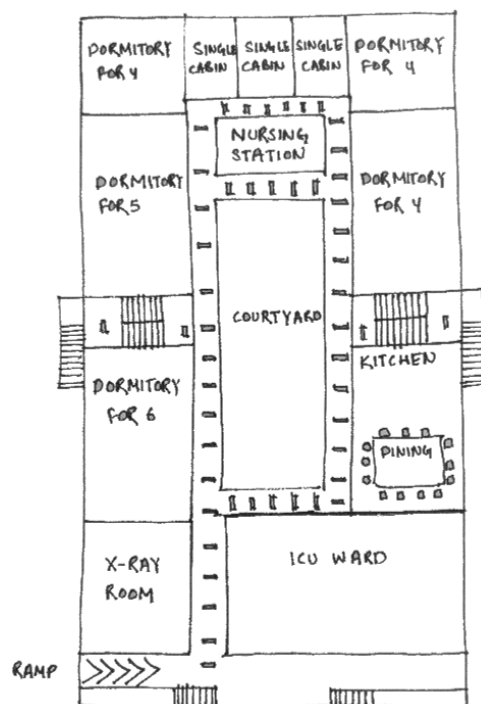 DORMITORY
FOR 4
SINGLE
CABIN
SINGLE
CABIN
SINGLE
CABIN
DORMITORY
FOR 4
NURSING
STATION
DORMITORY
FOR 5
DORMITORY
FOR 4
COURTYARD
KITCHEN
DORMITORY
FOR 6
DINING
X-RAY
ROOM
ICU WARD
RAMP